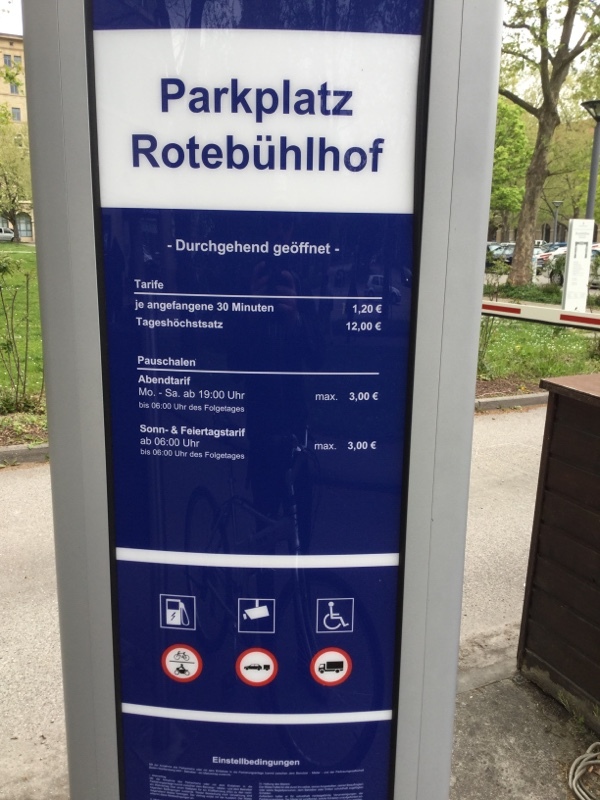 Parkplatz
Rotebühlhof
- Durchgehend geöffnet -
Tarife
je angefangene 30 Minuten 1,20 €
Tageshöchstsatz 12,00 €
Pauschalen
Abendtarif
Mo. - Sa. ab 19:00 Uhr max. 3,00 €
bis 06:00 Uhr des Folgetages
Sonn- & Feiertagstarif
ab 06:00 Uhr max. 3,00 €
bis 06:00 Uhr des Folgetages
Einstellbedingungen